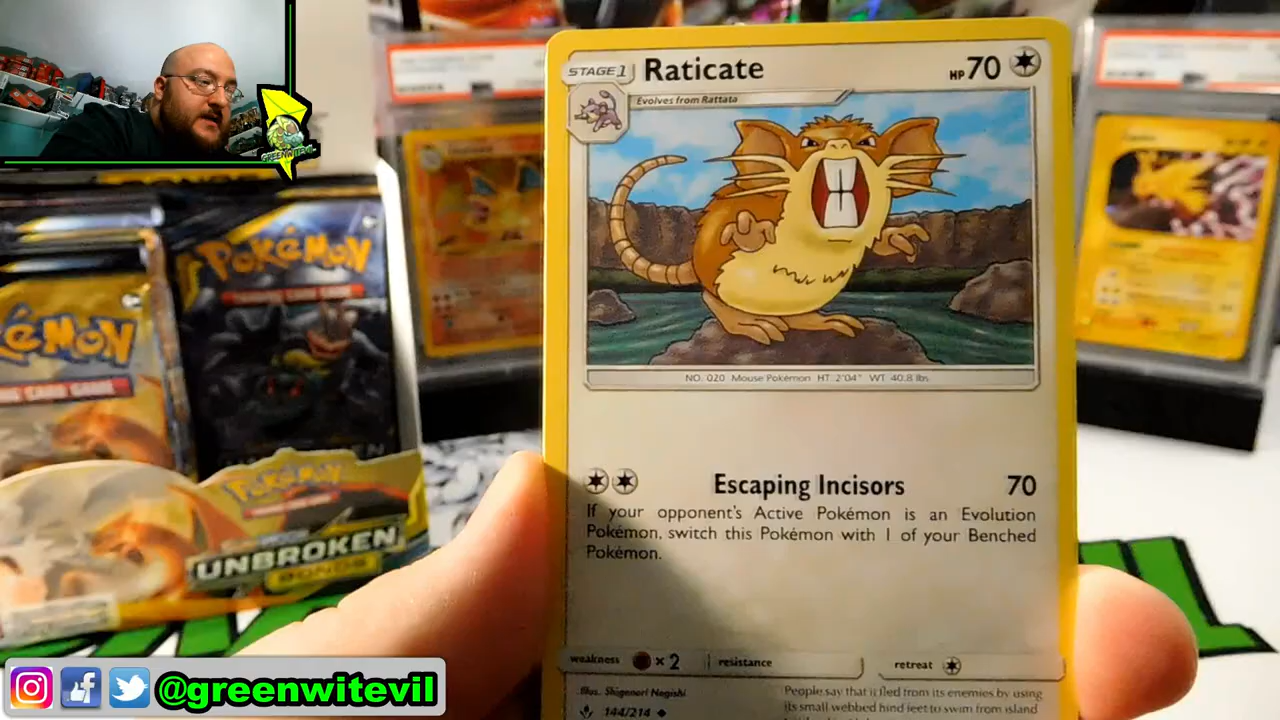 GREENWITEVIL
STAGE 1
Raticate
HP 70
Evolves from Rattata
NO. 020 Mouse Pokémon HT 2'04" WT 40.8 lbs.
Escaping Incisors 70
If your opponent's Active Pokémon is an Evolution
Pokémon, switch this Pokémon with 1 of your Benched
Pokémon.
weakness ×2 resistance retreat
Illus. Shigenori Negishi
144/214
People say that it fled from its enemies by using
its small webbed hind feet to swim from island
POKÉMON
POKÉMON
POKÉMON
UNBROKEN
BONDS
@greenwitevil